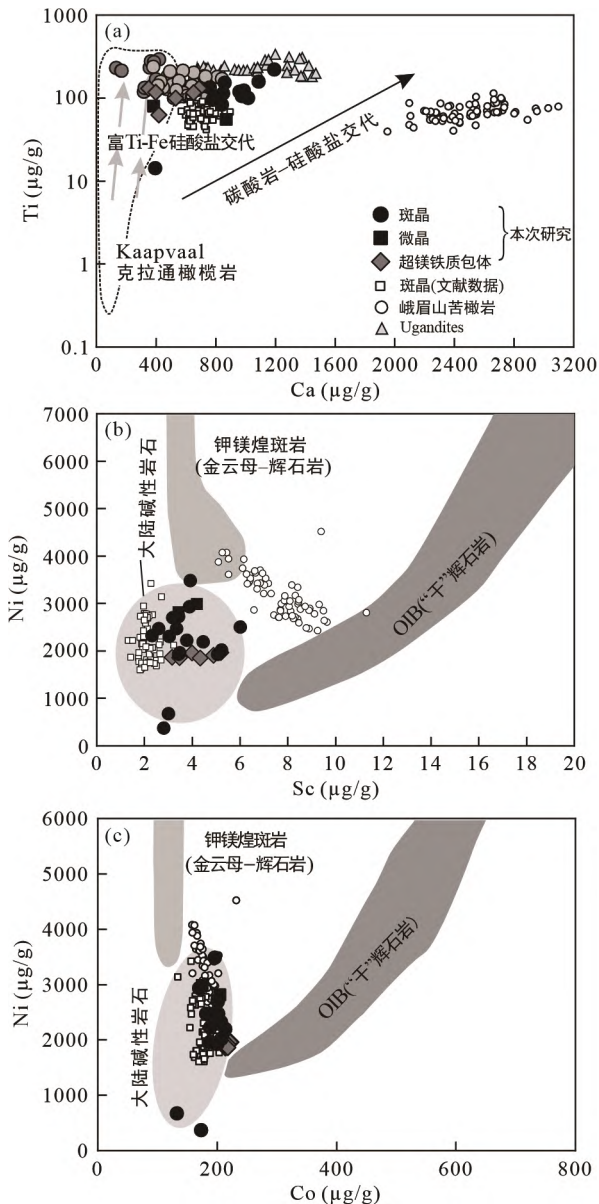 (a)
1000
100
10
1
0.1
Ti (μg/g)
富Ti-Fe硅酸盐交代
碳酸岩-硅酸盐交代
Kaapvaal
克拉通橄榄岩
斑晶
微晶
超镁铁质包体
本次研究
斑晶(文献数据)
峨眉山苦橄岩
Ugandites
0 400 800 1200 1600 2000 2400 2800 3200
Ca (μg/g)
(b)
7000
6000
5000
4000
3000
2000
1000
0
Ni (μg/g)
大陆碱性岩石
钾镁煌斑岩
(金云母–辉石岩)
OIB(“干”辉石岩)
0 2 4 6 8 10 12 14 16 18 20
Sc (μg/g)
(c)
6000
5000
4000
3000
2000
1000
0
Ni (μg/g)
钾镁煌斑岩
(金云母–辉石岩)
大陆碱性岩石
OIB(“干”辉石岩)
0 200 400 600 800
Co (μg/g)